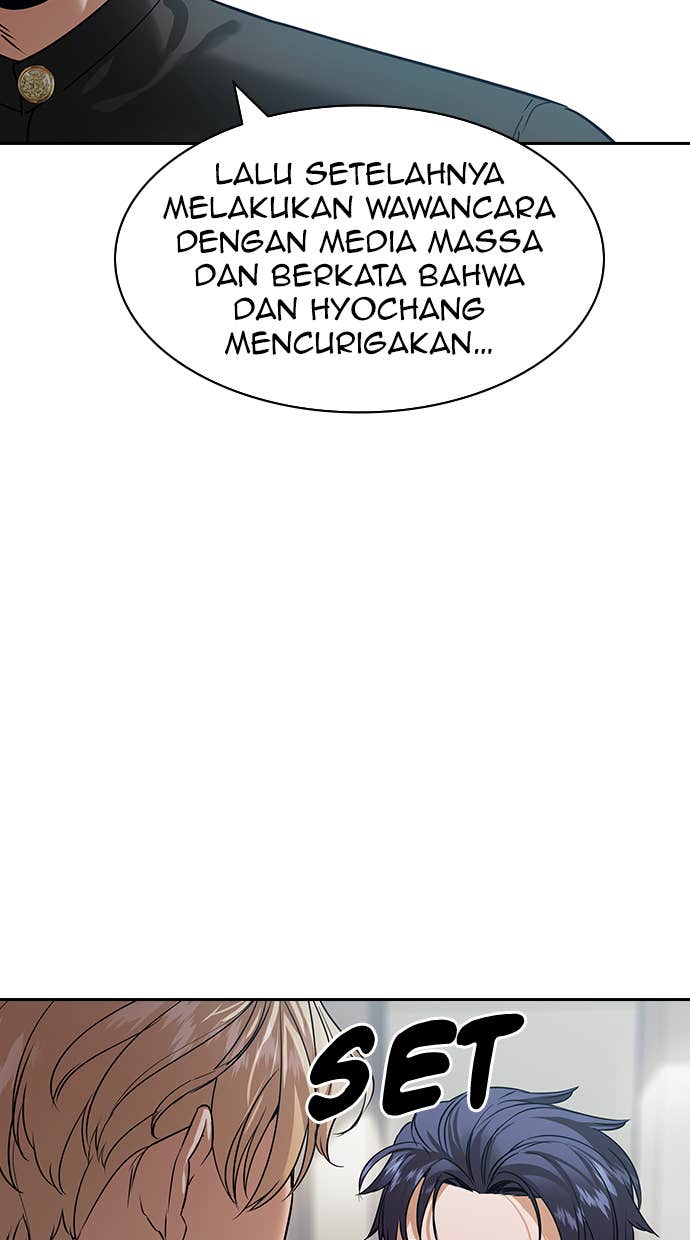 LALU SETELAHNYA
MELAKUKAN WAWANCARA
DENGAN MEDIA MASSA
DAN BERKATA BAHWA
DAN HYOCHANG
MENCURIGAKAN...
SET